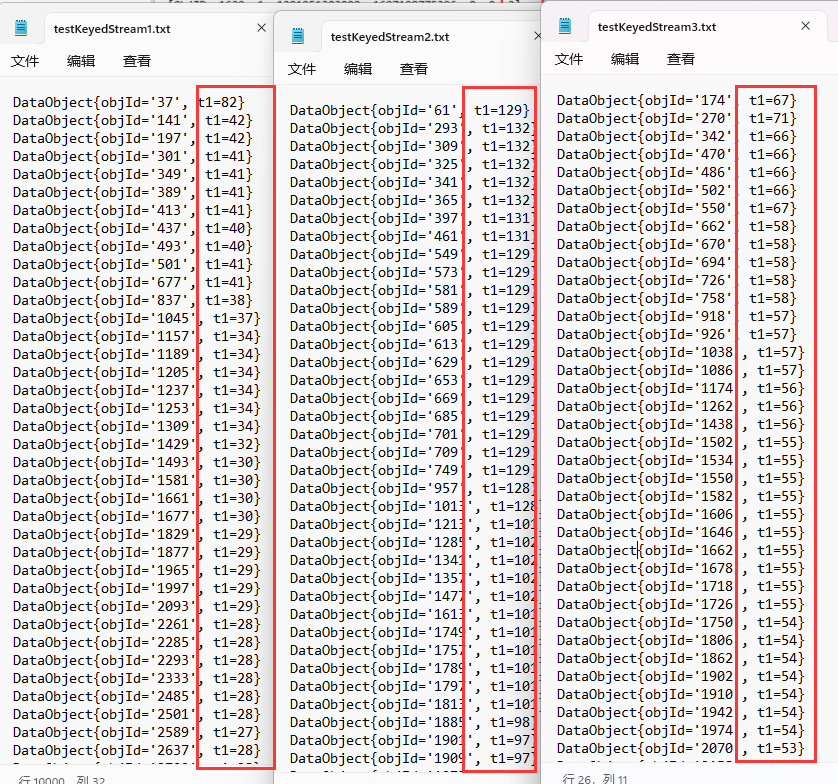 testKeyedStream1.txt
文件 编辑 查看
DataObject{objId='37', t1=82}
DataObject{objId='141', t1=42}
DataObject{objId='197', t1=42}
DataObject{objId='301', t1=41}
DataObject{objId='349', t1=41}
DataObject{objId='389', t1=41}
DataObject{objId='413', t1=41}
DataObject{objId='437', t1=40}
DataObject{objId='493', t1=40}
DataObject{objId='501', t1=41}
DataObject{objId='677', t1=41}
DataObject{objId='837', t1=38}
DataObject{objId='1045', t1=37}
DataObject{objId='1157', t1=34}
DataObject{objId='1189', t1=34}
DataObject{objId='1205', t1=34}
DataObject{objId='1237', t1=34}
DataObject{objId='1253', t1=34}
DataObject{objId='1309', t1=34}
DataObject{objId='1429', t1=32}
DataObject{objId='1493', t1=30}
DataObject{objId='1581', t1=30}
DataObject{objId='1661', t1=30}
DataObject{objId='1677', t1=30}
DataObject{objId='1829', t1=29}
DataObject{objId='1877', t1=29}
DataObject{objId='1965', t1=29}
DataObject{objId='1997', t1=29}
DataObject{objId='2093', t1=29}
DataObject{objId='2261', t1=28}
DataObject{objId='2285', t1=28}
DataObject{objId='2293', t1=28}
DataObject{objId='2333', t1=28}
DataObject{objId='2485', t1=28}
DataObject{objId='2501', t1=28}
DataObject{objId='2589', t1=27}
DataObject{objId='2637', t1=28}
行 10000, 列 32
testKeyedStream2.txt
文件 编辑 查看
DataObject{objId='61', t1=129}
DataObject{objId='293', t1=132}
DataObject{objId='309', t1=132}
DataObject{objId='325', t1=132}
DataObject{objId='341', t1=132}
DataObject{objId='365', t1=132}
DataObject{objId='397', t1=131}
DataObject{objId='461', t1=131}
DataObject{objId='549', t1=129}
DataObject{objId='573', t1=129}
DataObject{objId='581', t1=129}
DataObject{objId='589', t1=129}
DataObject{objId='605', t1=129}
DataObject{objId='613', t1=129}
DataObject{objId='629', t1=129}
DataObject{objId='653', t1=129}
DataObject{objId='669', t1=129}
DataObject{objId='685', t1=129}
DataObject{objId='701', t1=129}
DataObject{objId='709', t1=129}
DataObject{objId='749', t1=129}
DataObject{objId='957', t1=128}
DataObject{objId='1013', t1=128
DataObject{objId='1213', t1=101
DataObject{objId='1285', t1=102
DataObject{objId='1341', t1=102
DataObject{objId='1357', t1=102
DataObject{objId='1477', t1=102
DataObject{objId='1613', t1=101
DataObject{objId='1749', t1=101
DataObject{objId='1757', t1=101
DataObject{objId='1789', t1=101
DataObject{objId='1797', t1=101
DataObject{objId='1813', t1=101
DataObject{objId='1885', t1=98}
DataObject{objId='1901', t1=97}
DataObject{objId='1909', t1=97}
testKeyedStream3.txt
文件 编辑 查看
DataObject{objId='174', t1=67}
DataObject{objId='270', t1=71}
DataObject{objId='342', t1=66}
DataObject{objId='470', t1=66}
DataObject{objId='486', t1=66}
DataObject{objId='502', t1=66}
DataObject{objId='550', t1=67}
DataObject{objId='662', t1=58}
DataObject{objId='670', t1=58}
DataObject{objId='694', t1=58}
DataObject{objId='726', t1=58}
DataObject{objId='758', t1=58}
DataObject{objId='918', t1=57}
DataObject{objId='926', t1=57}
DataObject{objId='1038', t1=57}
DataObject{objId='1086', t1=57}
DataObject{objId='1174', t1=56}
DataObject{objId='1262', t1=56}
DataObject{objId='1438', t1=56}
DataObject{objId='1502', t1=55}
DataObject{objId='1534', t1=55}
DataObject{objId='1550', t1=55}
DataObject{objId='1582', t1=55}
DataObject{objId='1606', t1=55}
DataObject{objId='1646', t1=55}
DataObject{objId='1662', t1=55}
DataObject{objId='1678', t1=55}
DataObject{objId='1718', t1=55}
DataObject{objId='1726', t1=55}
DataObject{objId='1750', t1=54}
DataObject{objId='1806', t1=54}
DataObject{objId='1862', t1=54}
DataObject{objId='1902', t1=54}
DataObject{objId='1910', t1=54}
DataObject{objId='1942', t1=54}
DataObject{objId='1974', t1=54}
DataObject{objId='2070', t1=53}
行 26, 列 11